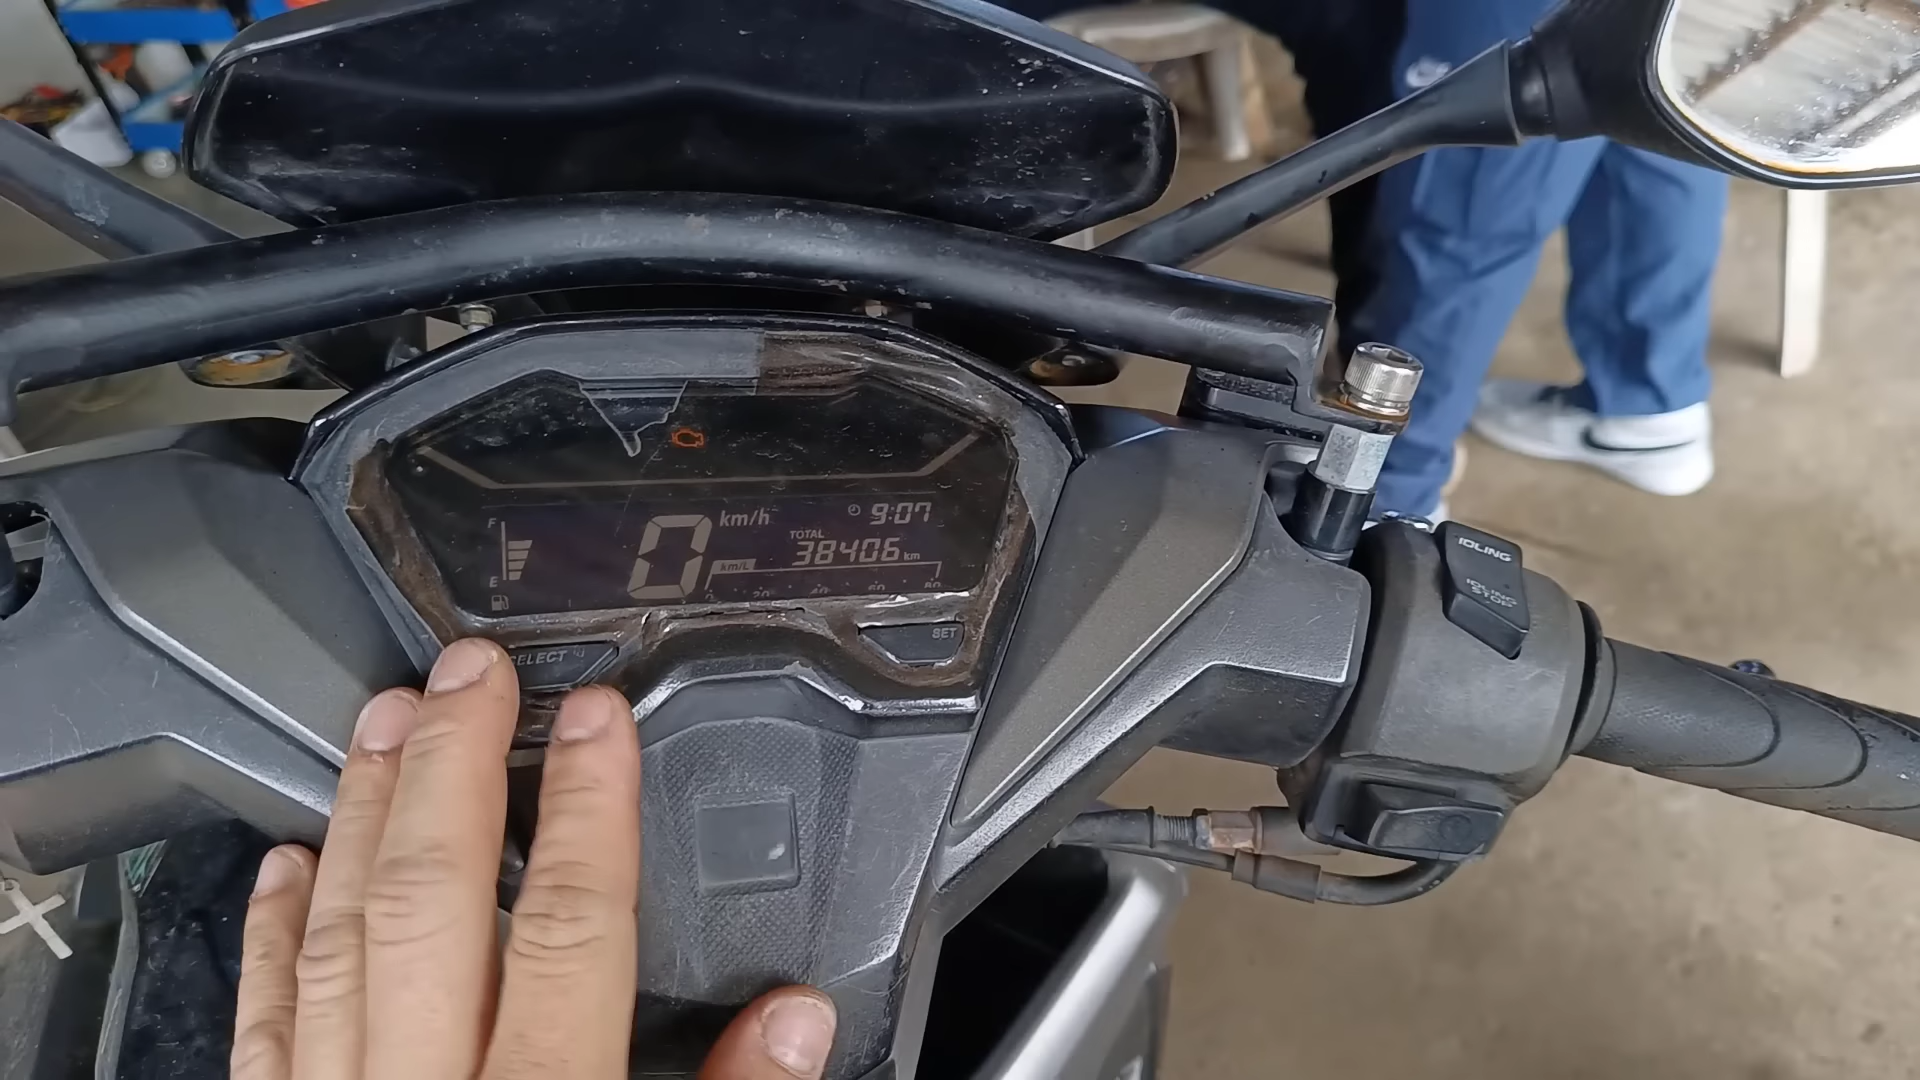 IDLING
IDLING
STOP
F
km/h
9:07
TOTAL
38406 km
km/L
E
0 20 40 60 80
SELECT
SET